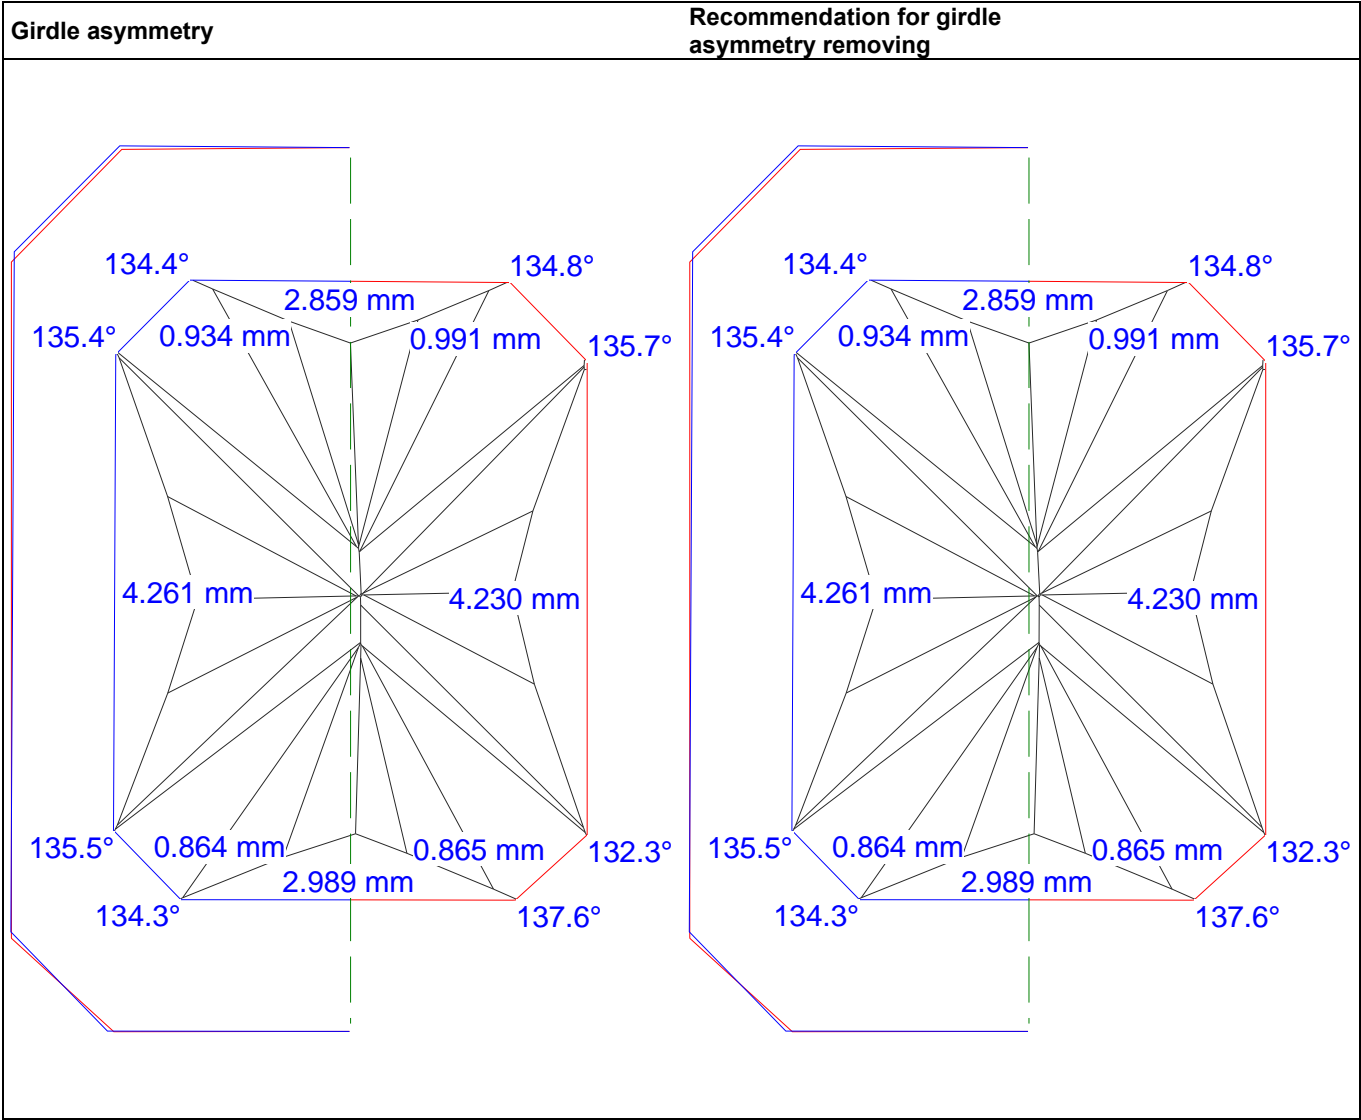 Girdle asymmetry
Recommendation for girdle
asymmetry removing
134.4°
134.8°
2.859 mm
135.4°
0.934 mm
0.991 mm
135.7°
4.261 mm
4.230 mm
135.5°
0.864 mm
0.865 mm
132.3°
2.989 mm
134.3°
137.6°
134.4°
134.8°
2.859 mm
135.4°
0.934 mm
0.991 mm
135.7°
4.261 mm
4.230 mm
135.5°
0.864 mm
0.865 mm
132.3°
2.989 mm
134.3°
137.6°